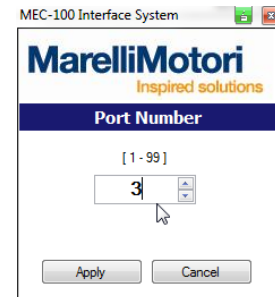 MEC-100 Interface System
MarelliMotori
Inspired solutions
Port Number
[ 1 - 99 ]
3
Apply Cancel